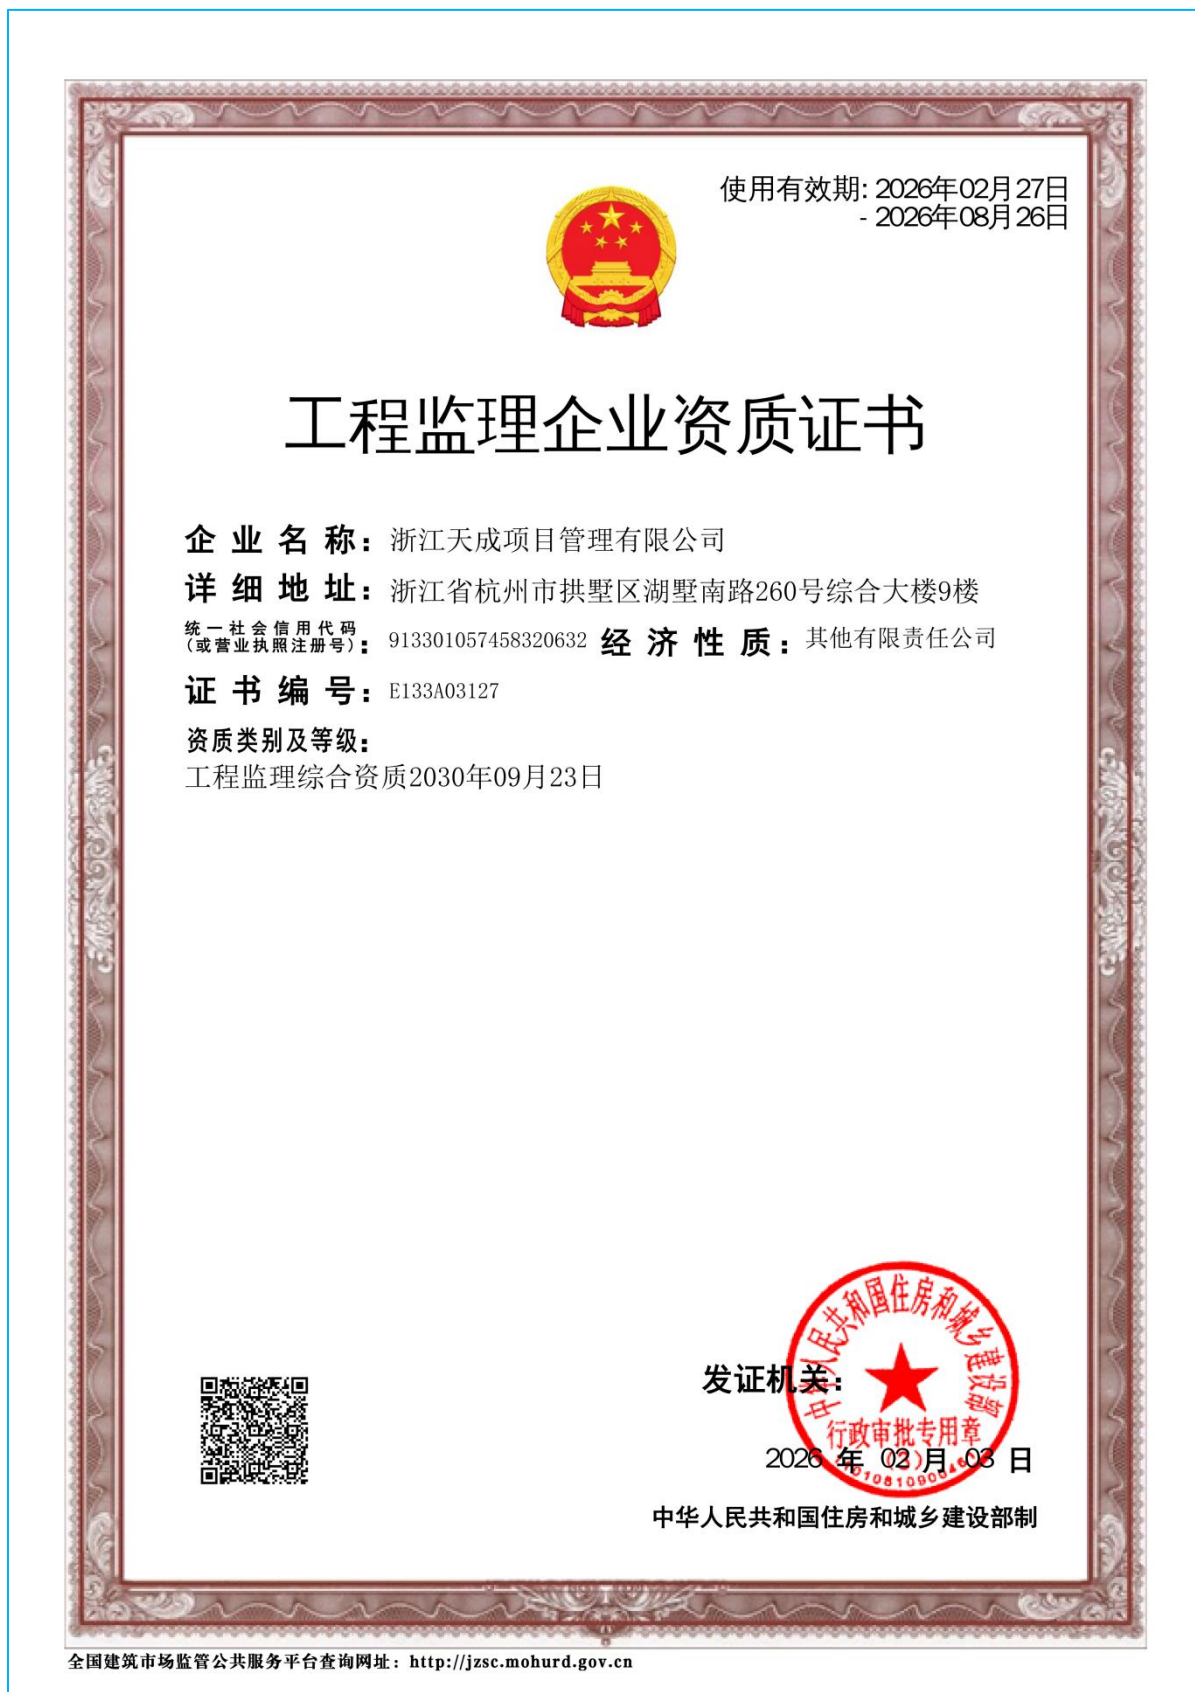 使用有效期: 2026年02月27日
- 2026年08月26日
工程监理企业资质证书
企业名称：浙江天成项目管理有限公司
详细地址：浙江省杭州市拱墅区湖墅南路260号综合大楼9楼
统一社会信用代码
（或营业执照注册号）：913301057458320632 经济性质：其他有限责任公司
证书编号：E133A03127
资质类别及等级：
工程监理综合资质2030年09月23日
中华人民共和国住房和城乡建设部
发证机关：
行政审批专用章
2026 年 02 月 03 日
中华人民共和国住房和城乡建设部制
全国建筑市场监管公共服务平台查询网址：http://jzsc.mohurd.gov.cn